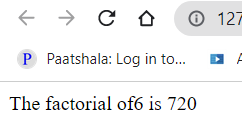 127
P Paatshala: Log in to...
The factorial of6 is 720